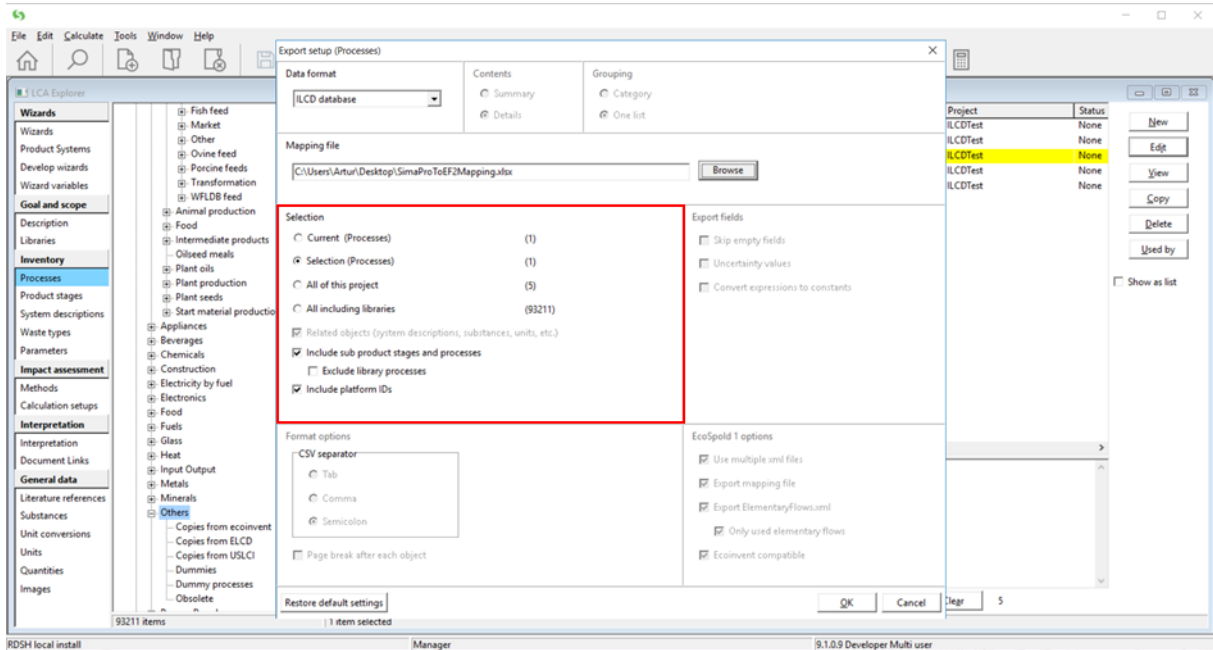 File Edit Calculate Tools Window Help
LCA Explorer
Wizards
Wizards
Product Systems
Develop wizards
Wizard variables
Goal and scope
Description
Libraries
Inventory
Processes
Product stages
System descriptions
Waste types
Parameters
Impact assessment
Methods
Calculation setups
Interpretation
Interpretation
Document Links
General data
Literature references
Substances
Unit conversions
Units
Quantities
Images
Fish feed
Market
Other
Ovine feed
Porcine feeds
Transformation
WFLDB feed
Animal production
Food
Intermediate products
Oilseed meals
Plant oils
Plant production
Plant seeds
Start material productio
Appliances
Beverages
Chemicals
Construction
Electricity by fuel
Electronics
Food
Fuels
Glass
Heat
Input Output
Metals
Minerals
Others
Copies from ecoinvent
Copies from ELCD
Copies from USLCI
Dummies
Dummy processes
Obsolete
93211 items
1 item selected
Export setup (Processes)
Data format
ILCD database
Contents
Summary
Details
Grouping
Category
One list
Mapping file
C:\Users\Artur\Desktop\SimaProToEF2Mapping.xlsx
Browse
Selection
Current (Processes) (1)
Selection (Processes) (1)
All of this project (5)
All including libraries (93211)
Related objects (system descriptions, substances, units, etc.)
Include sub product stages and processes
Exclude library processes
Include platform IDs
Export fields
Skip empty fields
Uncertainty values
Convert expressions to constants
Format options
CSV separator
Tab
Comma
Semicolon
Page break after each object
EcoSpold 1 options
Use multiple xml files
Export mapping file
Export ElementaryFlows.xml
Only used elementary flows
Ecoinvent compatible
Restore default settings
OK
Cancel
Project Status
ILCDTest None
ILCDTest None
ILCDTest None
ILCDTest None
ILCDTest None
New
Edit
View
Copy
Delete
Used by
Show as list
Clear 5
RDSH local install
Manager
9.1.0.9 Developer Multi user